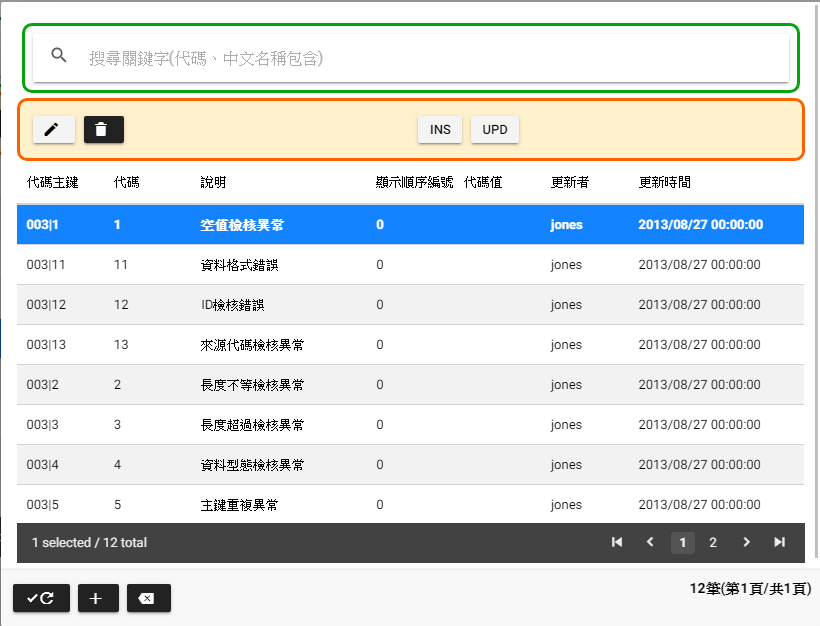 搜尋關鍵字(代碼、中文名稱包含)
INS UPD
代碼主鍵 代碼 說明 顯示順序編號 代碼值 更新者 更新時間
003|1 1 空值檢核異常 0 jones 2013/08/27 00:00:00
003|11 11 資料格式錯誤 0 jones 2013/08/27 00:00:00
003|12 12 ID檢核錯誤 0 jones 2013/08/27 00:00:00
003|13 13 來源代碼檢核異常 0 jones 2013/08/27 00:00:00
003|2 2 長度不等檢核異常 0 jones 2013/08/27 00:00:00
003|3 3 長度超過檢核異常 0 jones 2013/08/27 00:00:00
003|4 4 資料型態檢核異常 0 jones 2013/08/27 00:00:00
003|5 5 主鍵重複異常 0 jones 2013/08/27 00:00:00
1 selected / 12 total 1 2
12筆(第1頁/共1頁)